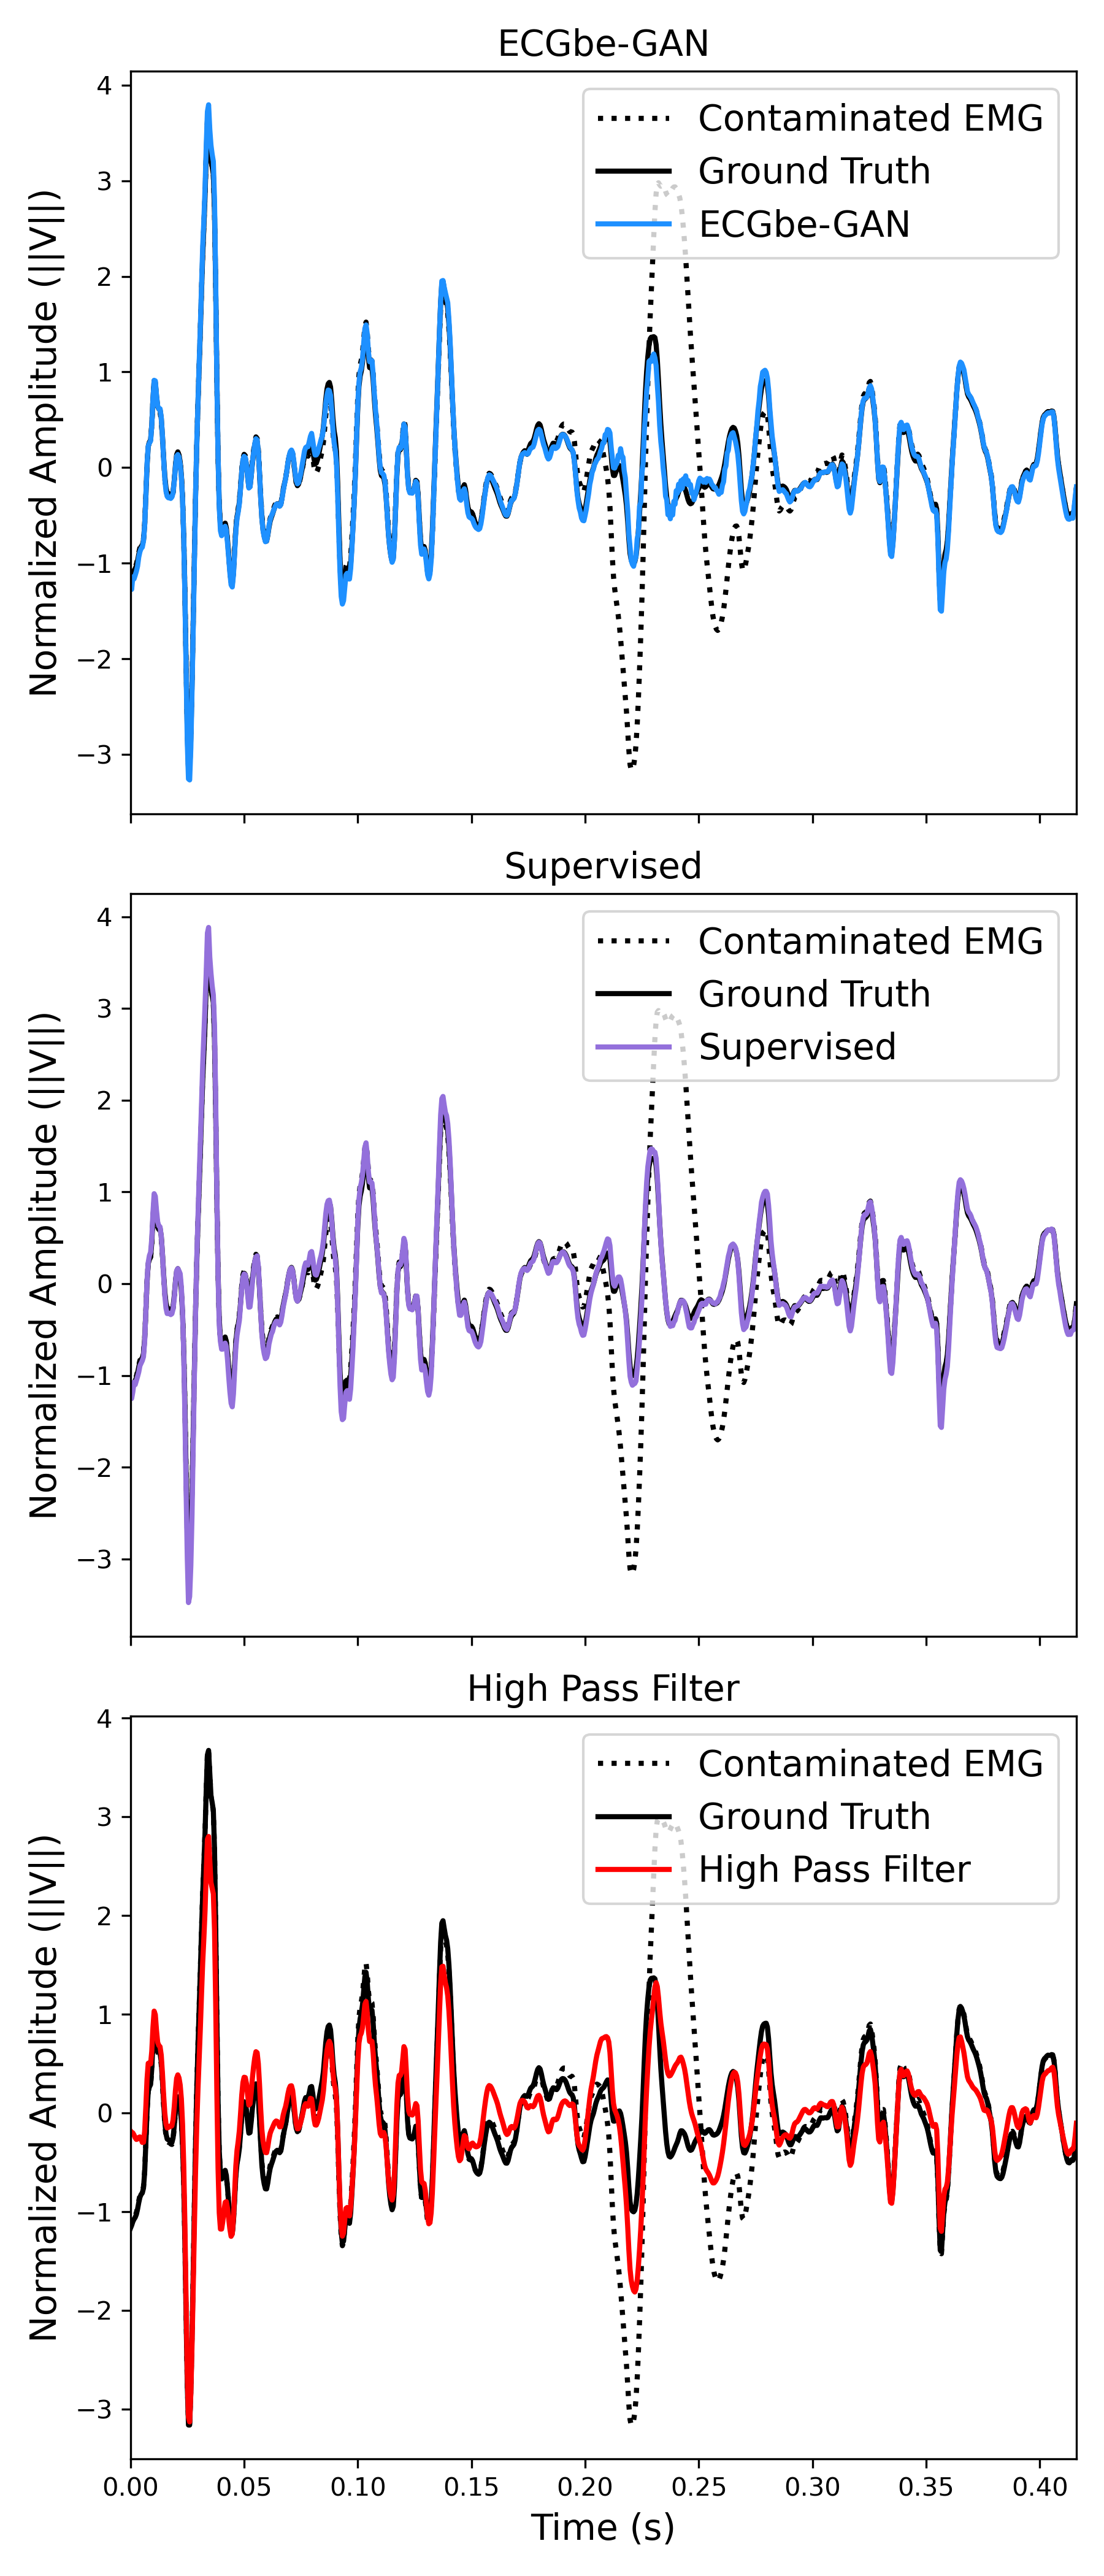 ECGbe-GAN
4
3
2
1
0
−1
−2
−3
Normalized Amplitude (||V||)
Contaminated EMG
Ground Truth
ECGbe-GAN
Supervised
4
3
2
1
0
−1
−2
−3
Normalized Amplitude (||V||)
Contaminated EMG
Ground Truth
Supervised
High Pass Filter
4
3
2
1
0
−1
−2
−3
Normalized Amplitude (||V||)
Contaminated EMG
Ground Truth
High Pass Filter
0.00 0.05 0.10 0.15 0.20 0.25 0.30 0.35 0.40
Time (s)